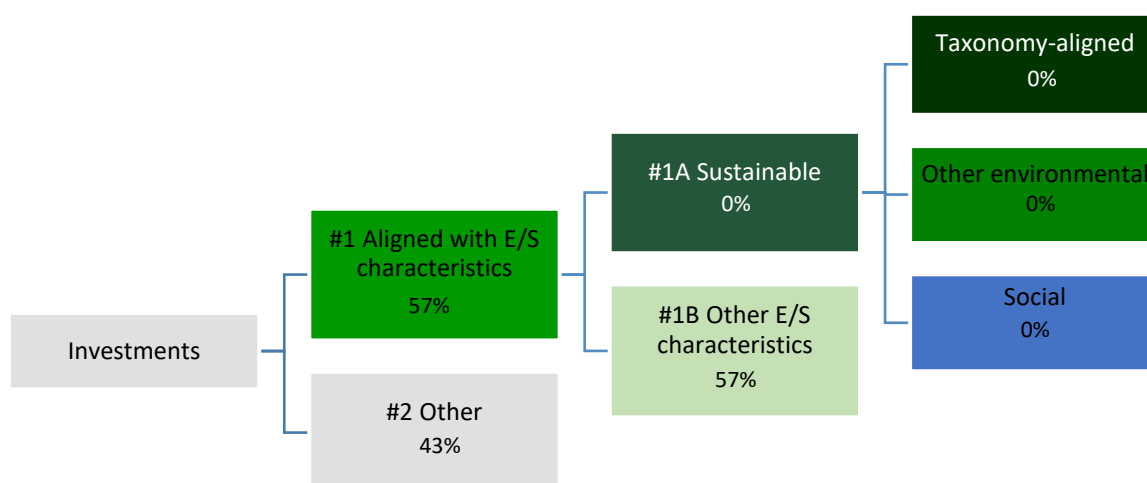 Investments
#1 Aligned with E/S
characteristics
57%
#2 Other
43%
#1A Sustainable
0%
#1B Other E/S
characteristics
57%
Taxonomy-aligned
0%
Other environmental
0%
Social
0%